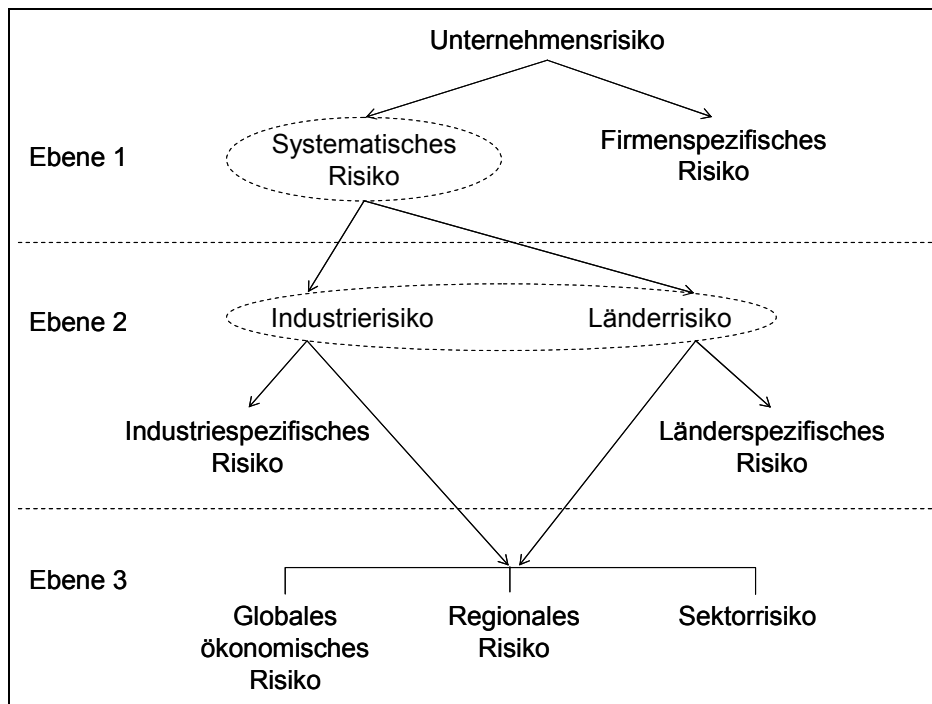 Unternehmensrisiko
Ebene 1
Systematisches
Risiko
Firmenspezifisches
Risiko
Ebene 2
Industrierisiko
Länderrisiko
Industriespezifisches
Risiko
Länderspezifisches
Risiko
Ebene 3
Globales
ökonomisches
Risiko
Regionales
Risiko
Sektorrisiko